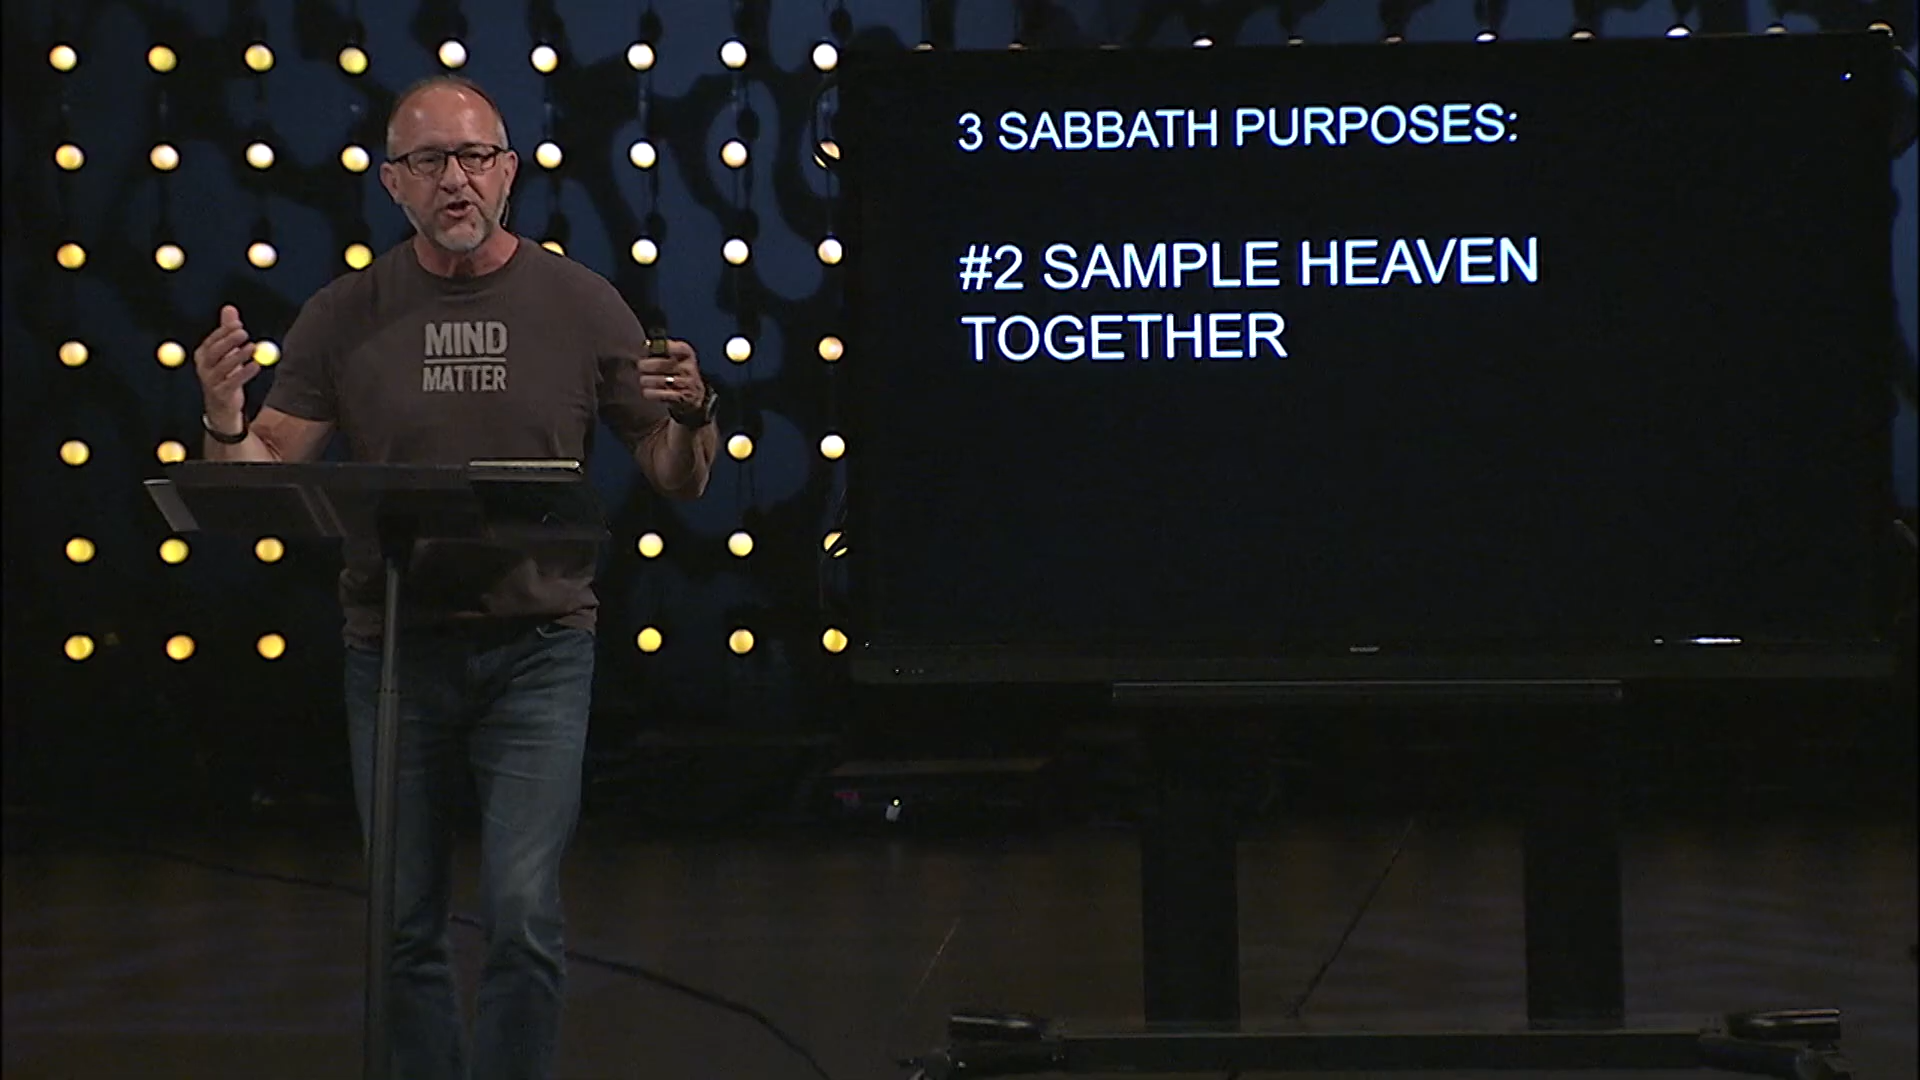 3 SABBATH PURPOSES:
#2 SAMPLE HEAVEN
TOGETHER
MIND
MATTER